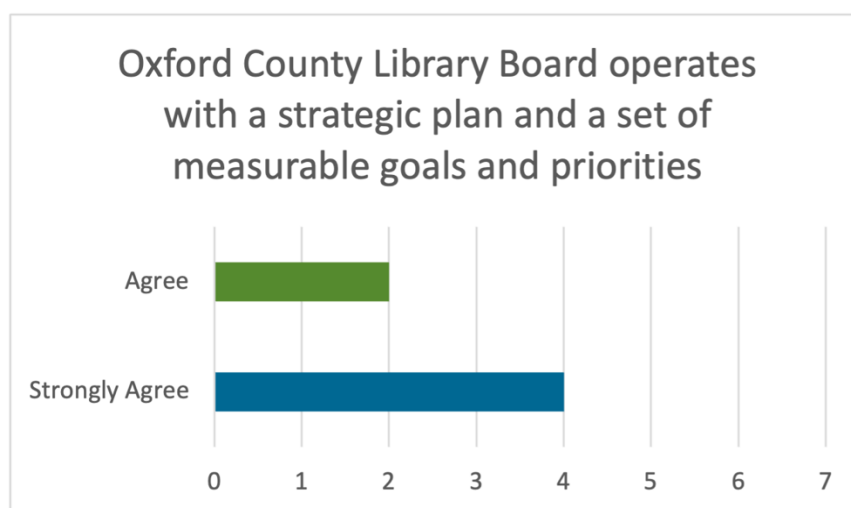 Oxford County Library Board operates
with a strategic plan and a set of
measurable goals and priorities
Agree
Strongly Agree
0 1 2 3 4 5 6 7